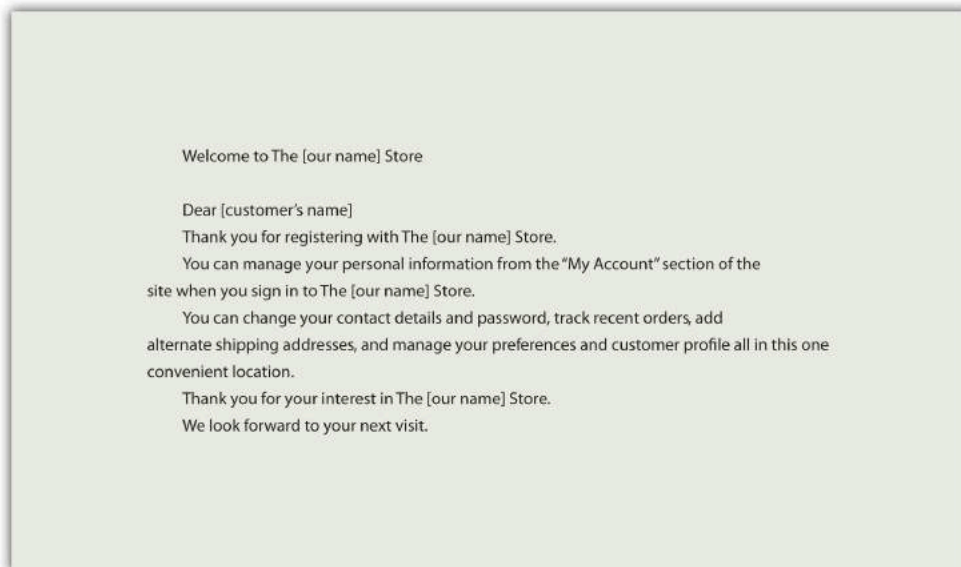 Welcome to The [our name] Store
Dear [customer’s name]
Thank you for registering with The [our name] Store.
You can manage your personal information from the “My Account” section of the
site when you sign in to The [our name] Store.
You can change your contact details and password, track recent orders, add
alternate shipping addresses, and manage your preferences and customer profile all in this one
convenient location.
Thank you for your interest in The [our name] Store.
We look forward to your next visit.